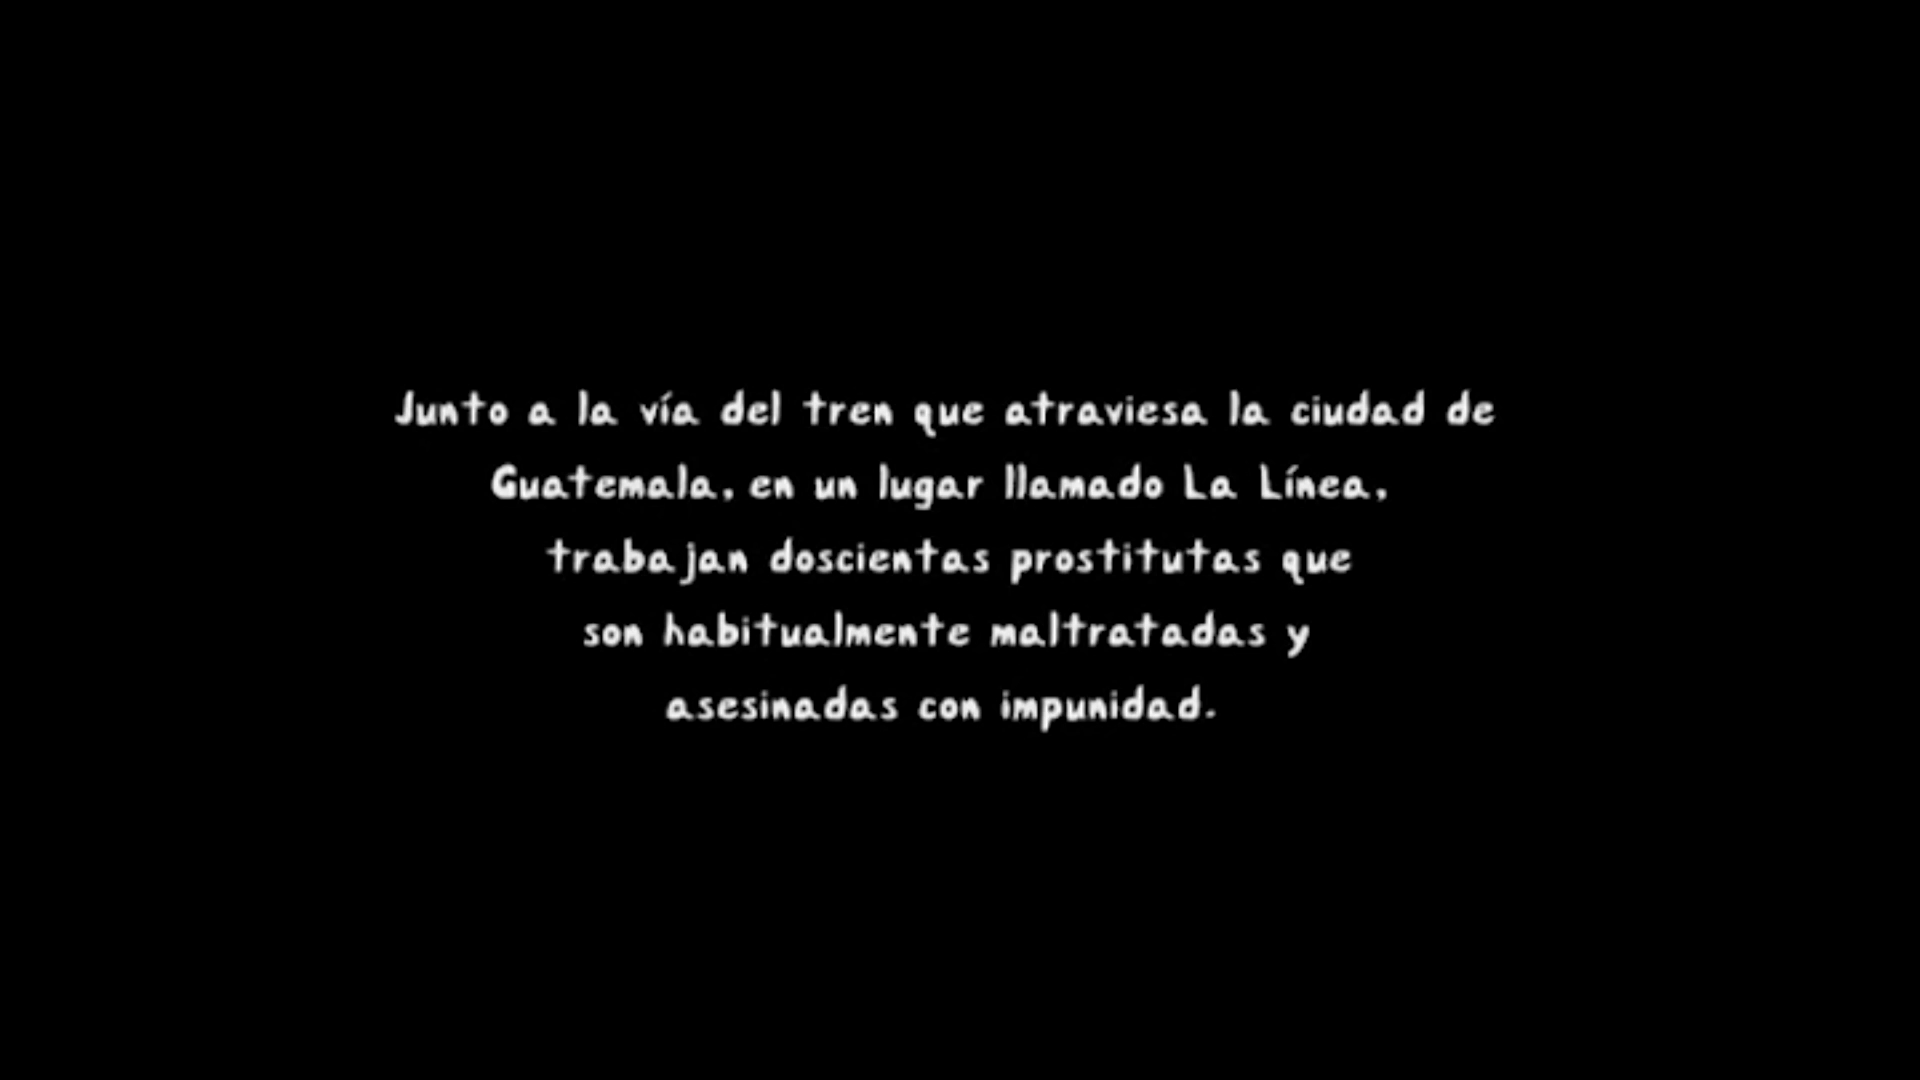 Junto a la vía del tren que atraviesa la ciudad de
Guatemala, en un lugar llamado La Línea,
trabajan doscientas prostitutas que
son habitualmente maltratadas y
asesinadas con impunidad.